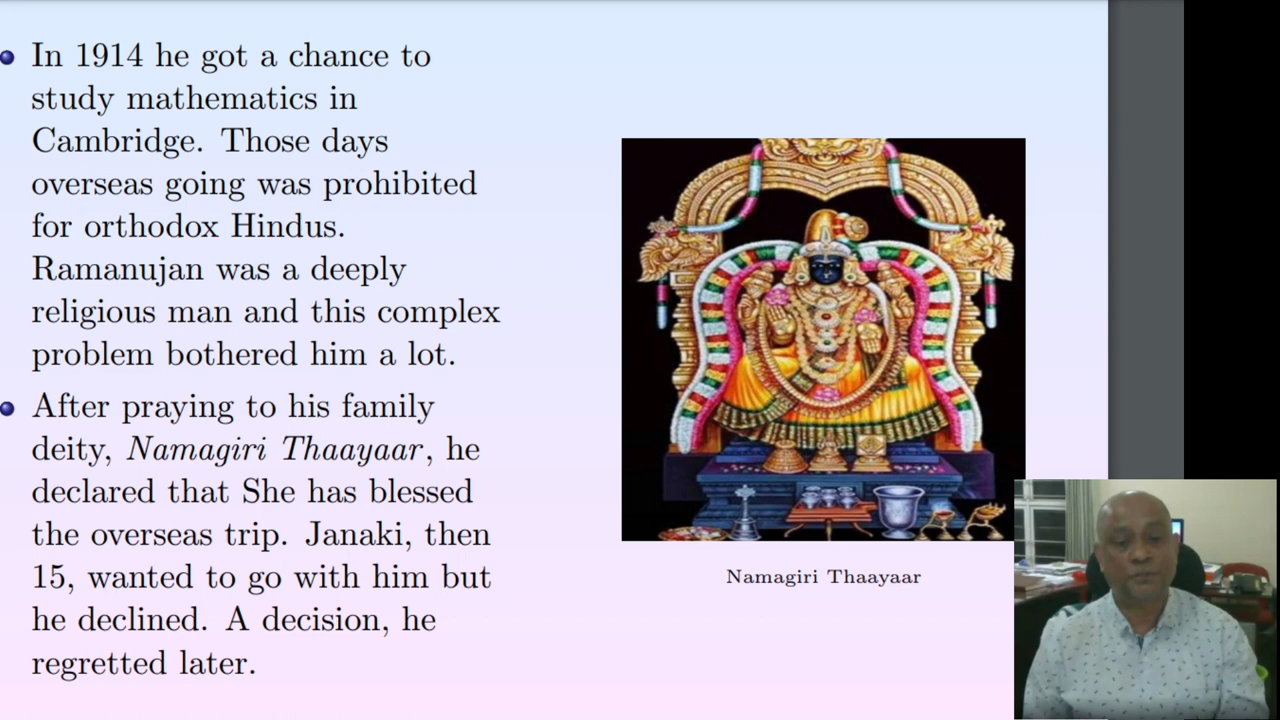 In 1914 he got a chance to
study mathematics in
Cambridge. Those days
overseas going was prohibited
for orthodox Hindus.
Ramanujan was a deeply
religious man and this complex
problem bothered him a lot.
After praying to his family
deity, Namagiri Thaayaar, he
declared that She has blessed
the overseas trip. Janaki, then
15, wanted to go with him but
he declined. A decision, he
regretted later.
Namagiri Thaayaar